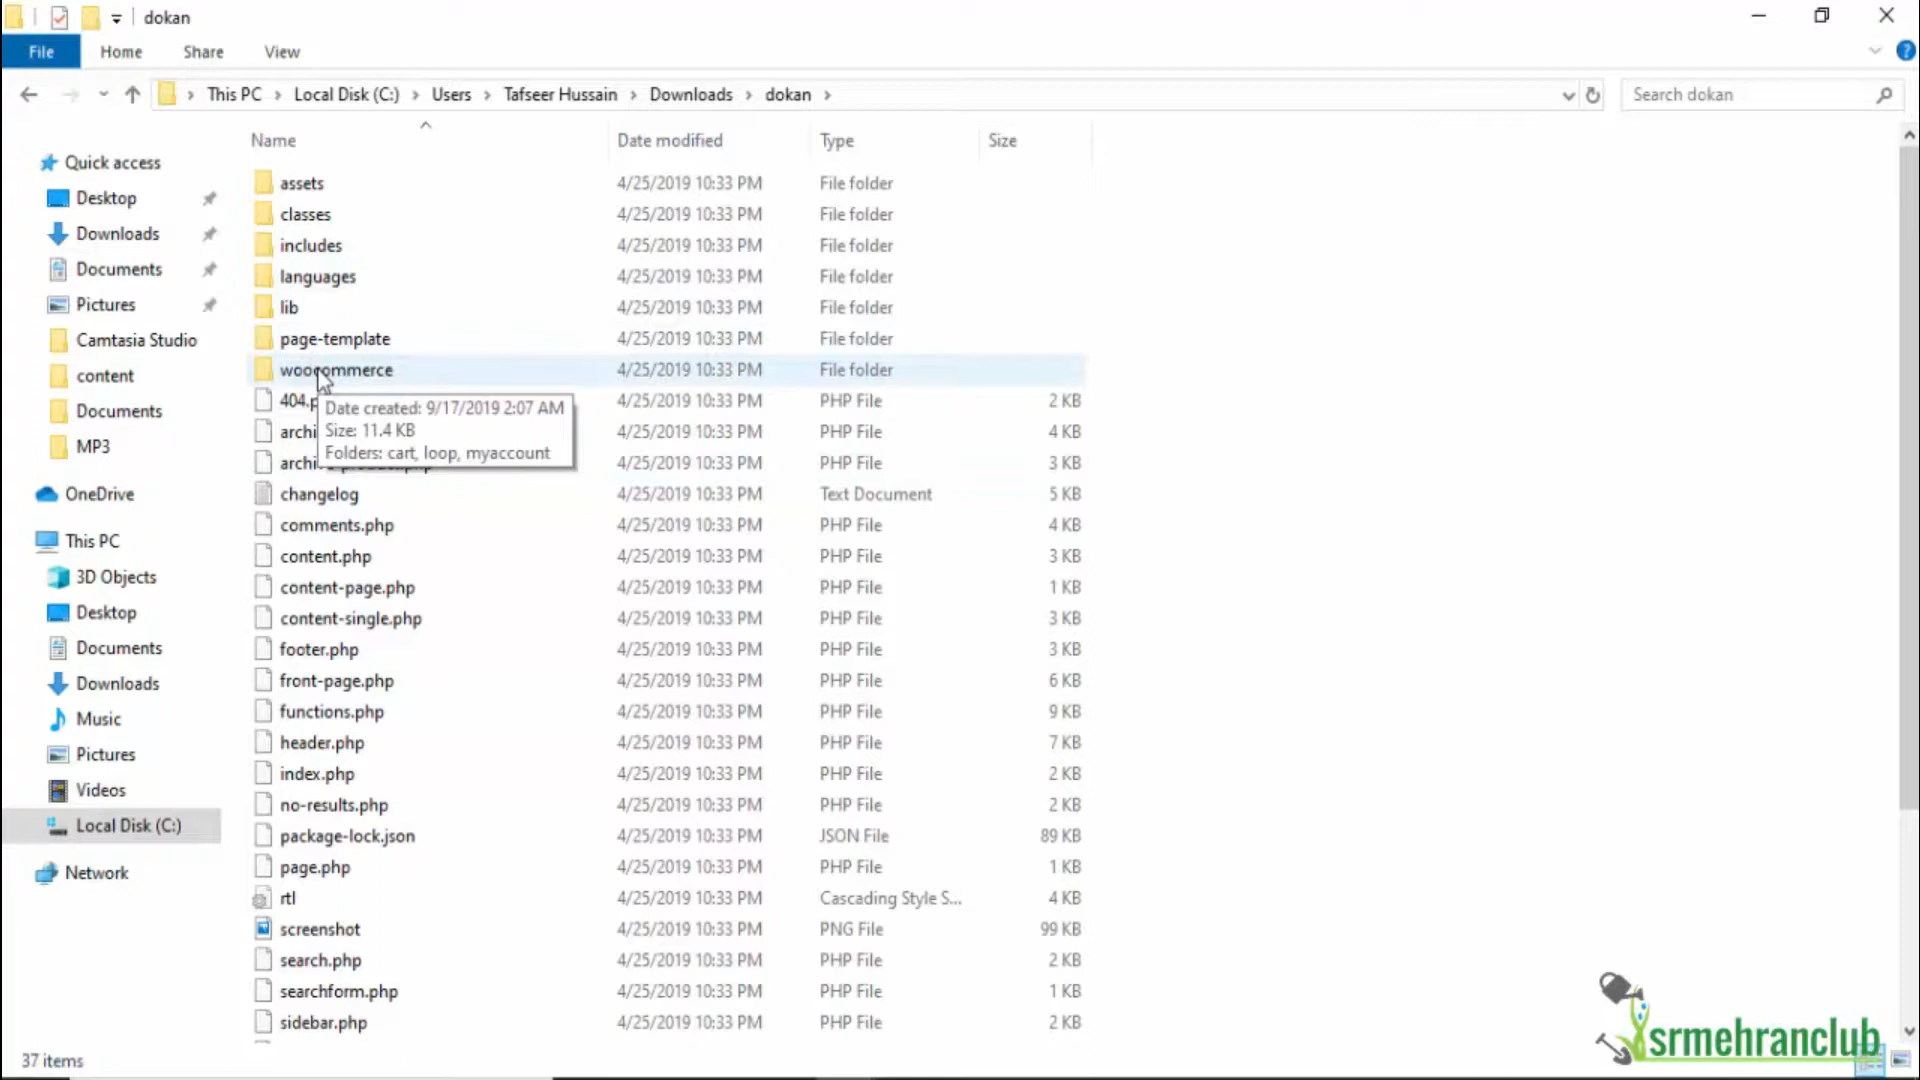 dokan
File Home Share View
This PC Local Disk (C:) Users Tafseer Hussain Downloads dokan
Search dokan
Name Date modified Type Size
Quick access
Desktop
Downloads
Documents
Pictures
Camtasia Studio
content
Documents
MP3
OneDrive
This PC
3D Objects
Desktop
Documents
Downloads
Music
Pictures
Videos
Local Disk (C:)
Network
assets 4/25/2019 10:33 PM File folder
classes 4/25/2019 10:33 PM File folder
includes 4/25/2019 10:33 PM File folder
languages 4/25/2019 10:33 PM File folder
lib 4/25/2019 10:33 PM File folder
page-template 4/25/2019 10:33 PM File folder
woocommerce 4/25/2019 10:33 PM File folder
404.p 4/25/2019 10:33 PM PHP File 2 KB
Date created: 9/17/2019 2:07 AM
Size: 11.4 KB
Folders: cart, loop, myaccount
archi 4/25/2019 10:33 PM PHP File 4 KB
archi 4/25/2019 10:33 PM PHP File 3 KB
changelog 4/25/2019 10:33 PM Text Document 5 KB
comments.php 4/25/2019 10:33 PM PHP File 4 KB
content.php 4/25/2019 10:33 PM PHP File 3 KB
content-page.php 4/25/2019 10:33 PM PHP File 1 KB
content-single.php 4/25/2019 10:33 PM PHP File 3 KB
footer.php 4/25/2019 10:33 PM PHP File 3 KB
front-page.php 4/25/2019 10:33 PM PHP File 6 KB
functions.php 4/25/2019 10:33 PM PHP File 9 KB
header.php 4/25/2019 10:33 PM PHP File 7 KB
index.php 4/25/2019 10:33 PM PHP File 2 KB
no-results.php 4/25/2019 10:33 PM PHP File 2 KB
package-lock.json 4/25/2019 10:33 PM JSON File 89 KB
page.php 4/25/2019 10:33 PM PHP File 1 KB
rtl 4/25/2019 10:33 PM Cascading Style S... 4 KB
screenshot 4/25/2019 10:33 PM PNG File 99 KB
search.php 4/25/2019 10:33 PM PHP File 2 KB
searchform.php 4/25/2019 10:33 PM PHP File 1 KB
sidebar.php 4/25/2019 10:33 PM PHP File 2 KB
37 items
srmehranclub